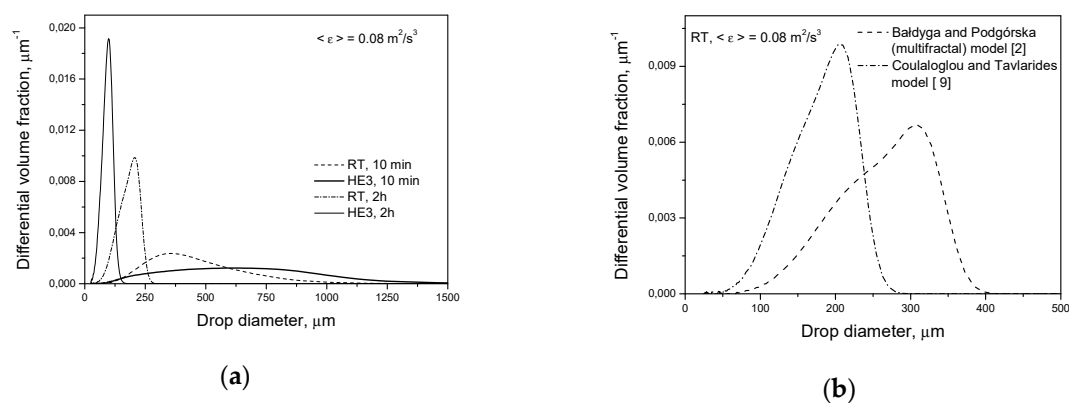 0,020
0,016
0,012
0,008
0,004
0,000
Differential volume fraction, μm⁻¹
< ε > = 0.08 m²/s³
RT, 10 min
HE3, 10 min
RT, 2h
HE3, 2h
0 250 500 750 1000 1250 1500
Drop diameter, μm
(a)
0,009
0,006
0,003
0,000
Differential volume fraction, μm⁻¹
RT, < ε > = 0.08 m²/s³
Bałdyga and Podgórska
(multifractal) model [2]
Coulaloglou and Tavlarides
model [ 9]
0 100 200 300 400 500
Drop diameter, μm
(b)